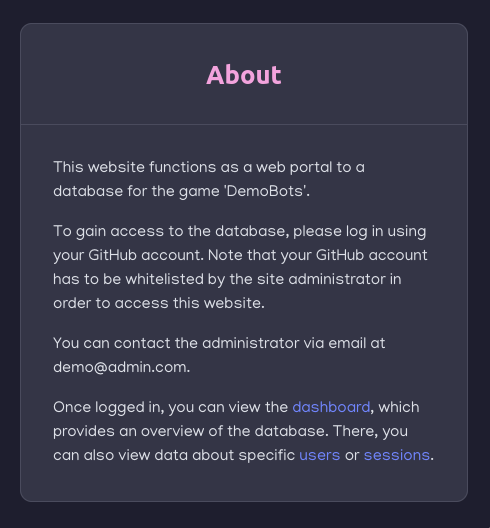 About
This website functions as a web portal to a
database for the game 'DemoBots'.
To gain access to the database, please log in using
your GitHub account. Note that your GitHub account
has to be whitelisted by the site administrator in
order to access this website.
You can contact the administrator via email at
demo@admin.com.
Once logged in, you can view the dashboard, which
provides an overview of the database. There, you
can also view data about specific users or sessions.